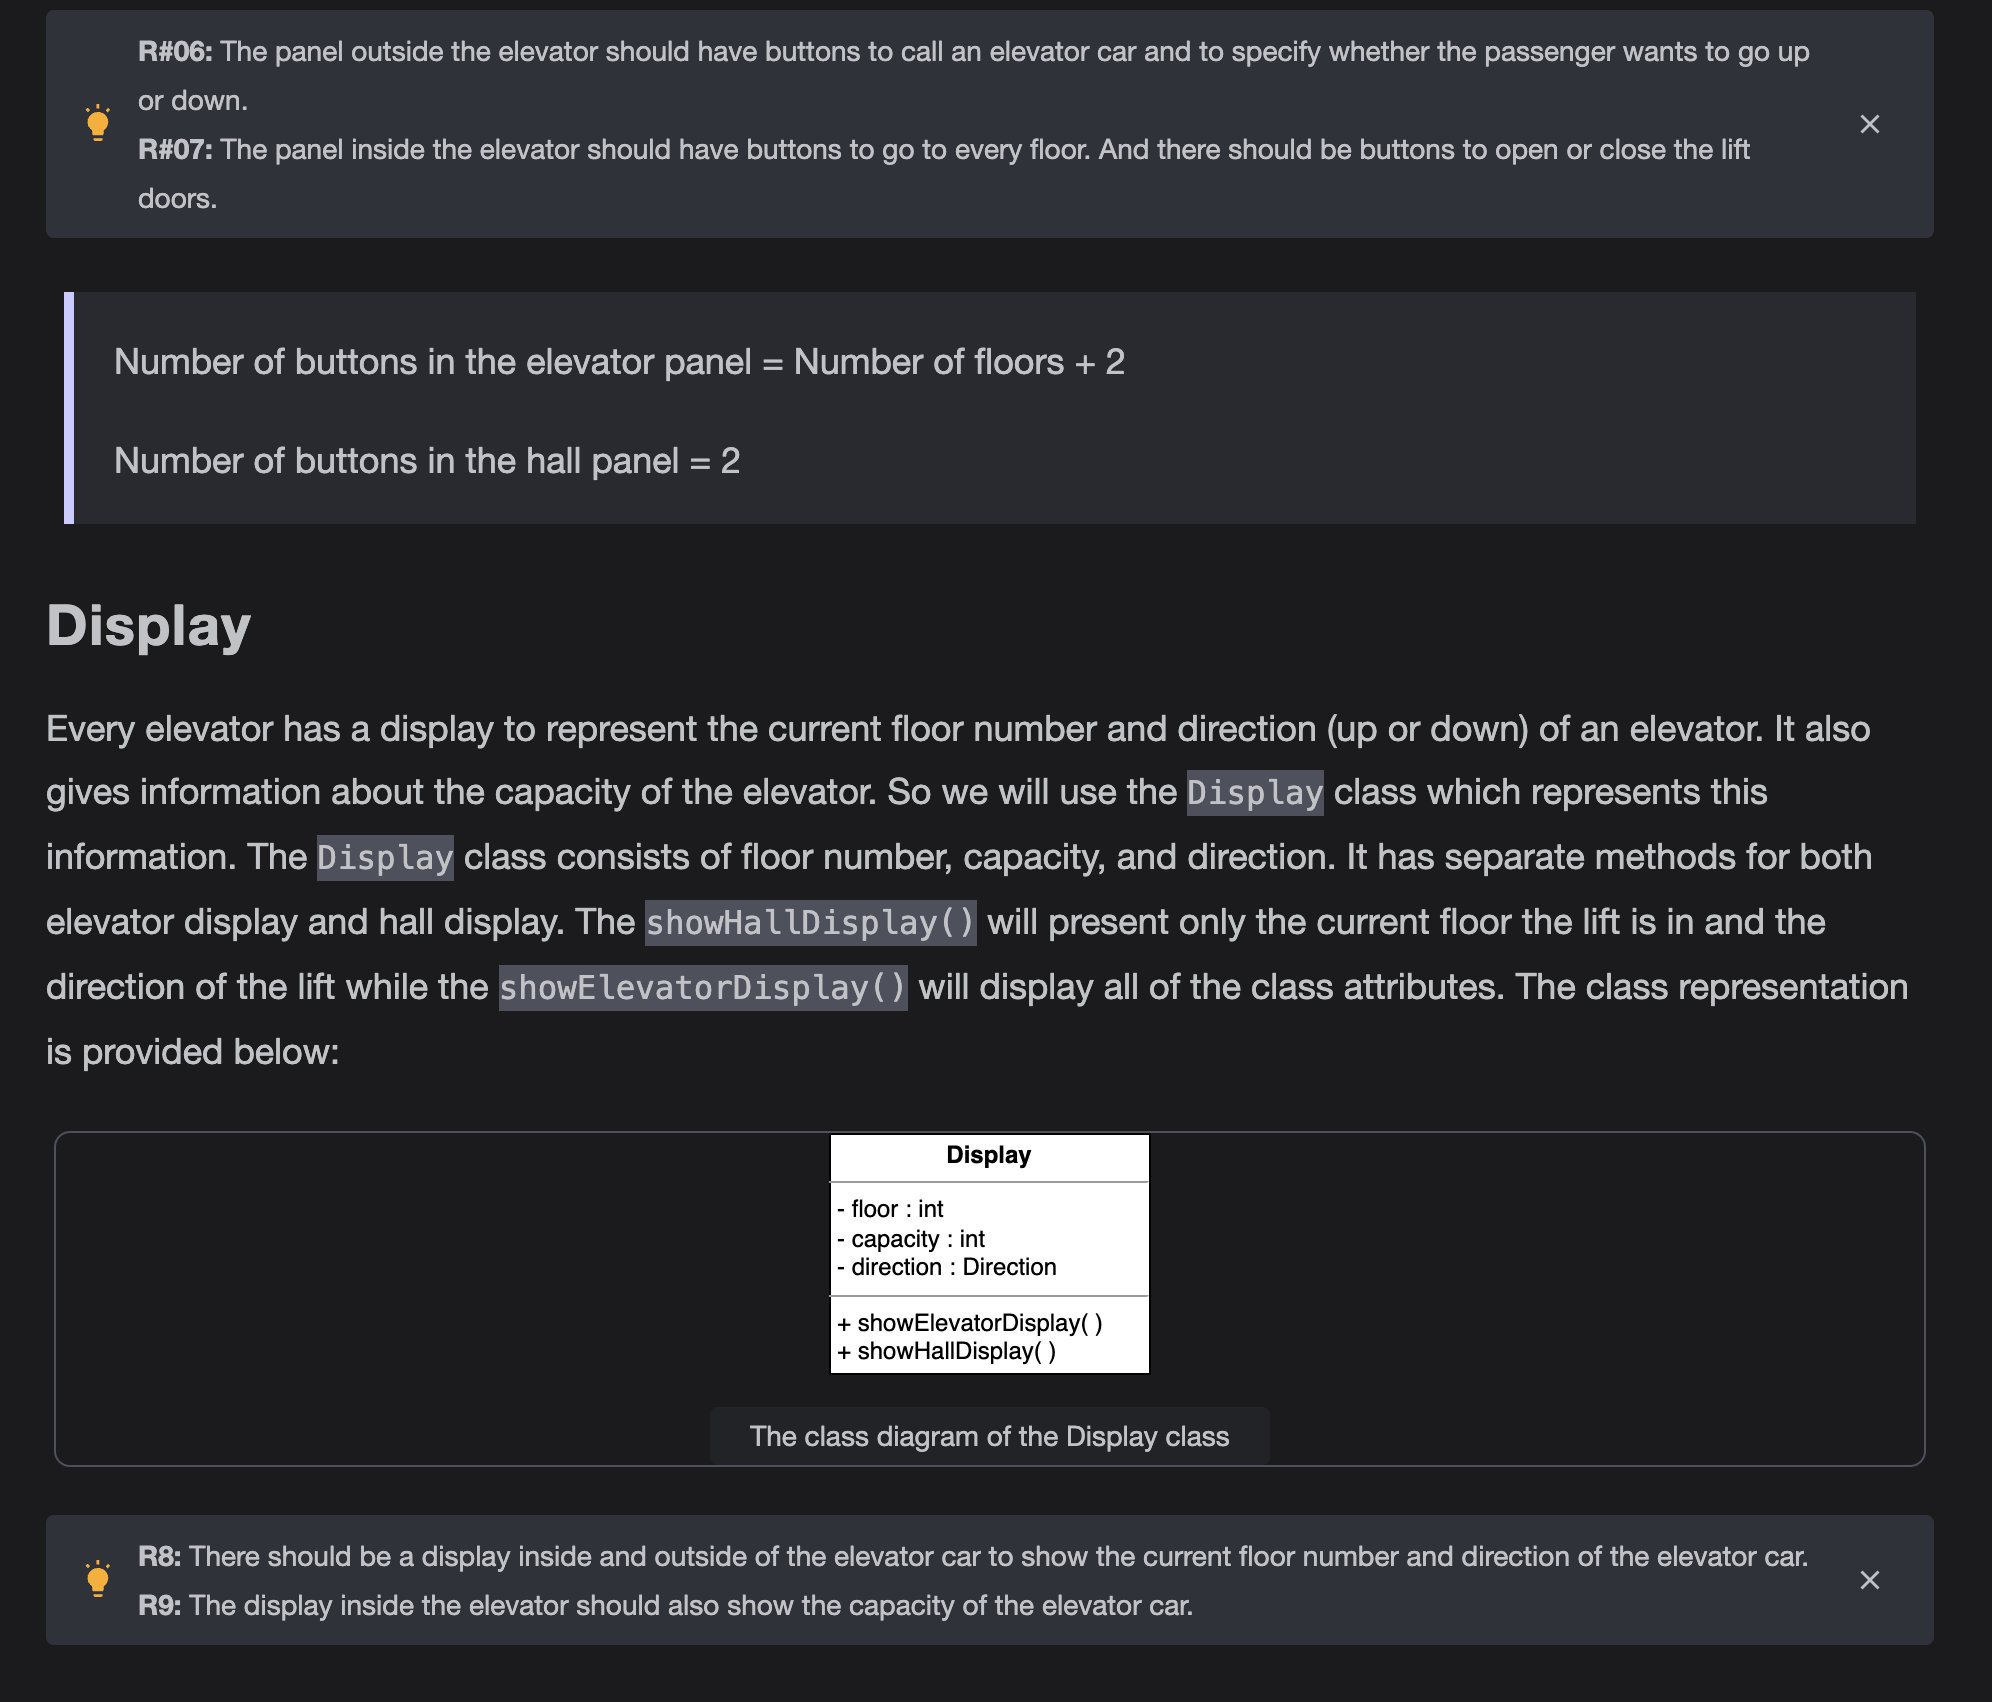 R#06: The panel outside the elevator should have buttons to call an elevator car and to specify whether the passenger wants to go up
or down.
R#07: The panel inside the elevator should have buttons to go to every floor. And there should be buttons to open or close the lift
doors.
Number of buttons in the elevator panel = Number of floors + 2
Number of buttons in the hall panel = 2
Display
Every elevator has a display to represent the current floor number and direction (up or down) of an elevator. It also
gives information about the capacity of the elevator. So we will use the Display class which represents this
information. The Display class consists of floor number, capacity, and direction. It has separate methods for both
elevator display and hall display. The showHallDisplay() will present only the current floor the lift is in and the
direction of the lift while the showElevatorDisplay() will display all of the class attributes. The class representation
is provided below:
Display
- floor : int
- capacity : int
- direction : Direction
+ showElevatorDisplay( )
+ showHallDisplay( )
The class diagram of the Display class
R8: There should be a display inside and outside of the elevator car to show the current floor number and direction of the elevator car.
R9: The display inside the elevator should also show the capacity of the elevator car.